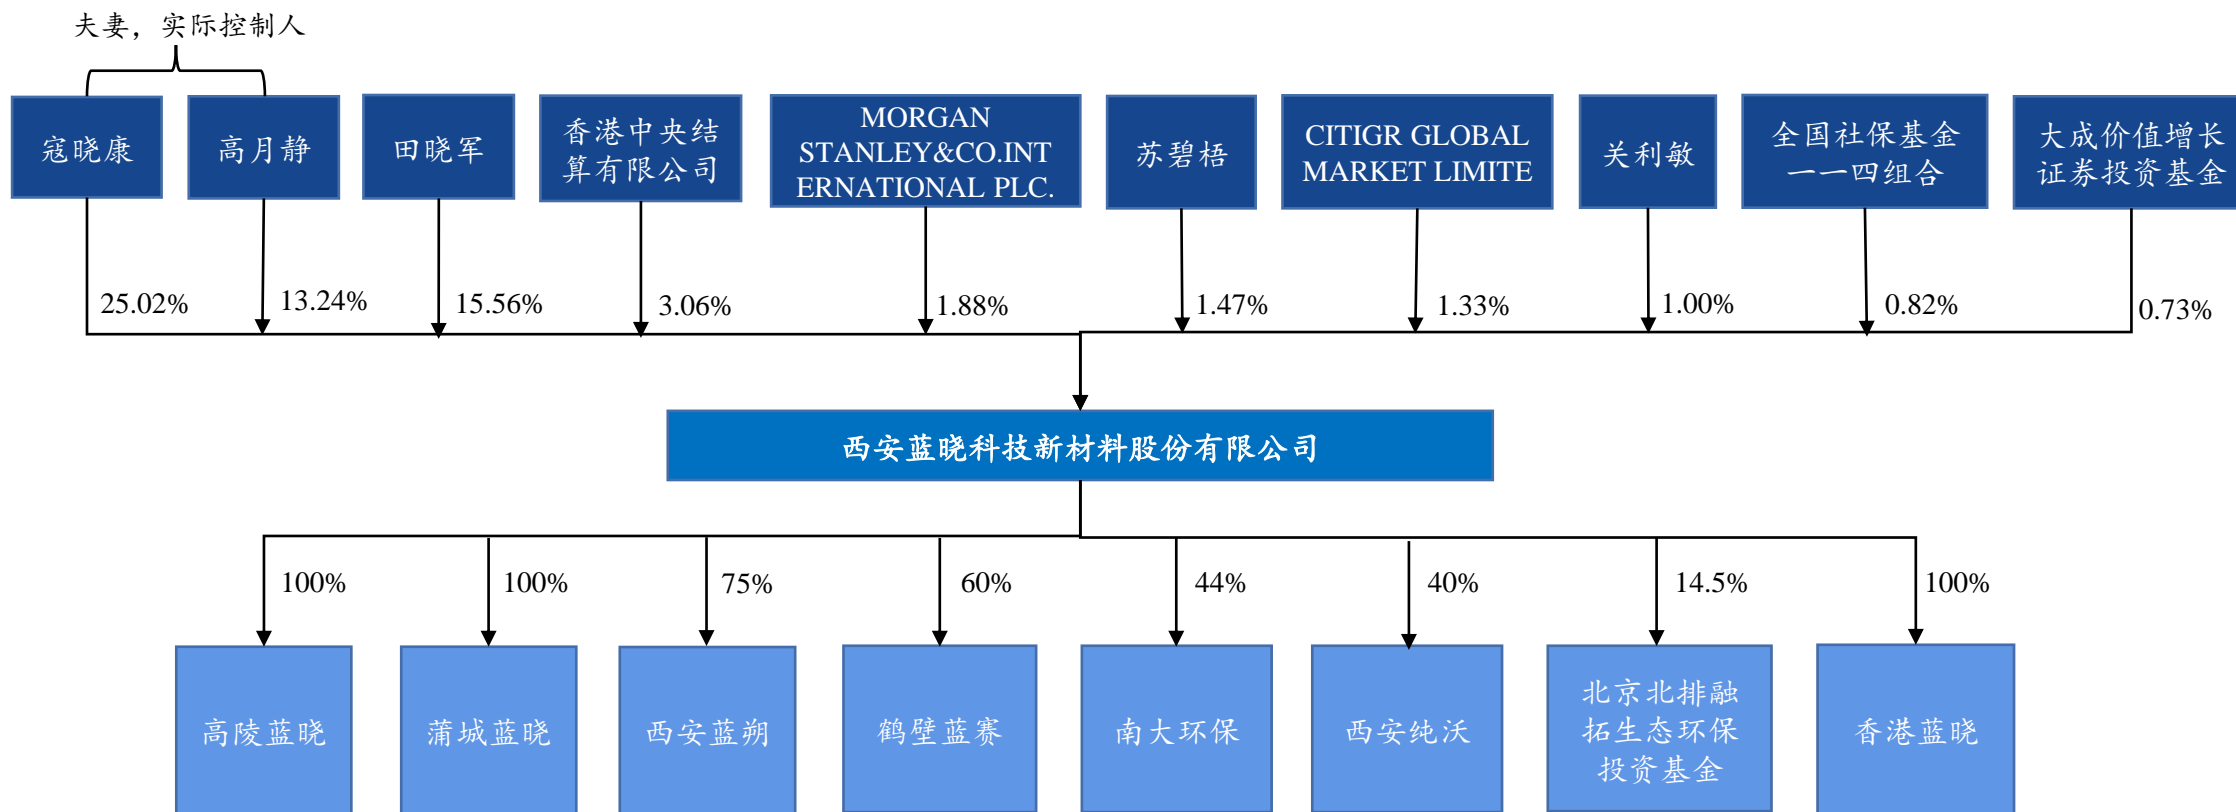 夫妻，实际控制人
寇晓康
高月静
田晓军
香港中央结
算有限公司
MORGAN
STANLEY&CO.INT
ERNATIONAL PLC.
苏碧梧
CITIGR GLOBAL
MARKET LIMITE
关利敏
全国社保基金
一一四组合
大成价值增长
证券投资基金
25.02%
13.24%
15.56%
3.06%
1.88%
1.47%
1.33%
1.00%
0.82%
0.73%
西安蓝晓科技新材料股份有限公司
100%
100%
75%
60%
44%
40%
14.5%
100%
高陵蓝晓
蒲城蓝晓
西安蓝朔
鹤壁蓝赛
南大环保
西安纯沃
北京北排融
拓生态环保
投资基金
香港蓝晓